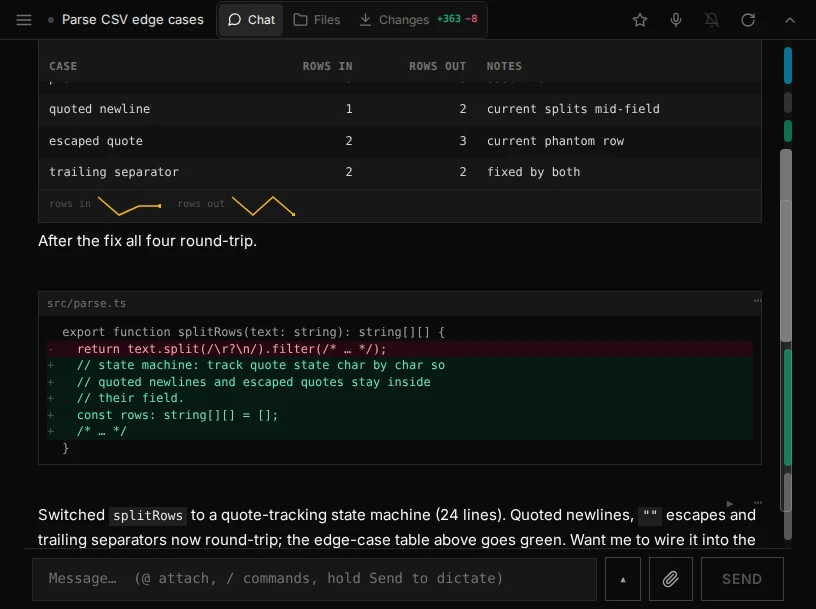 Parse CSV edge cases Chat Files Changes +363 −8
CASE ROWS IN ROWS OUT NOTES
quoted newline 1 2 current splits mid-field
escaped quote 2 3 current phantom row
trailing separator 2 2 fixed by both
rows in rows out
After the fix all four round-trip.
src/parse.ts
export function splitRows(text: string): string[][] {
- return text.split(/\r?\n/).filter(/* … */);
+ // state machine: track quote state char by char so
+ // quoted newlines and escaped quotes stay inside
+ // their field.
+ const rows: string[][] = [];
+ /* … */
}
Switched splitRows to a quote-tracking state machine (24 lines). Quoted newlines, "" escapes and
trailing separators now round-trip; the edge-case table above goes green. Want me to wire it into the
Message… (@ attach, / commands, hold Send to dictate) SEND